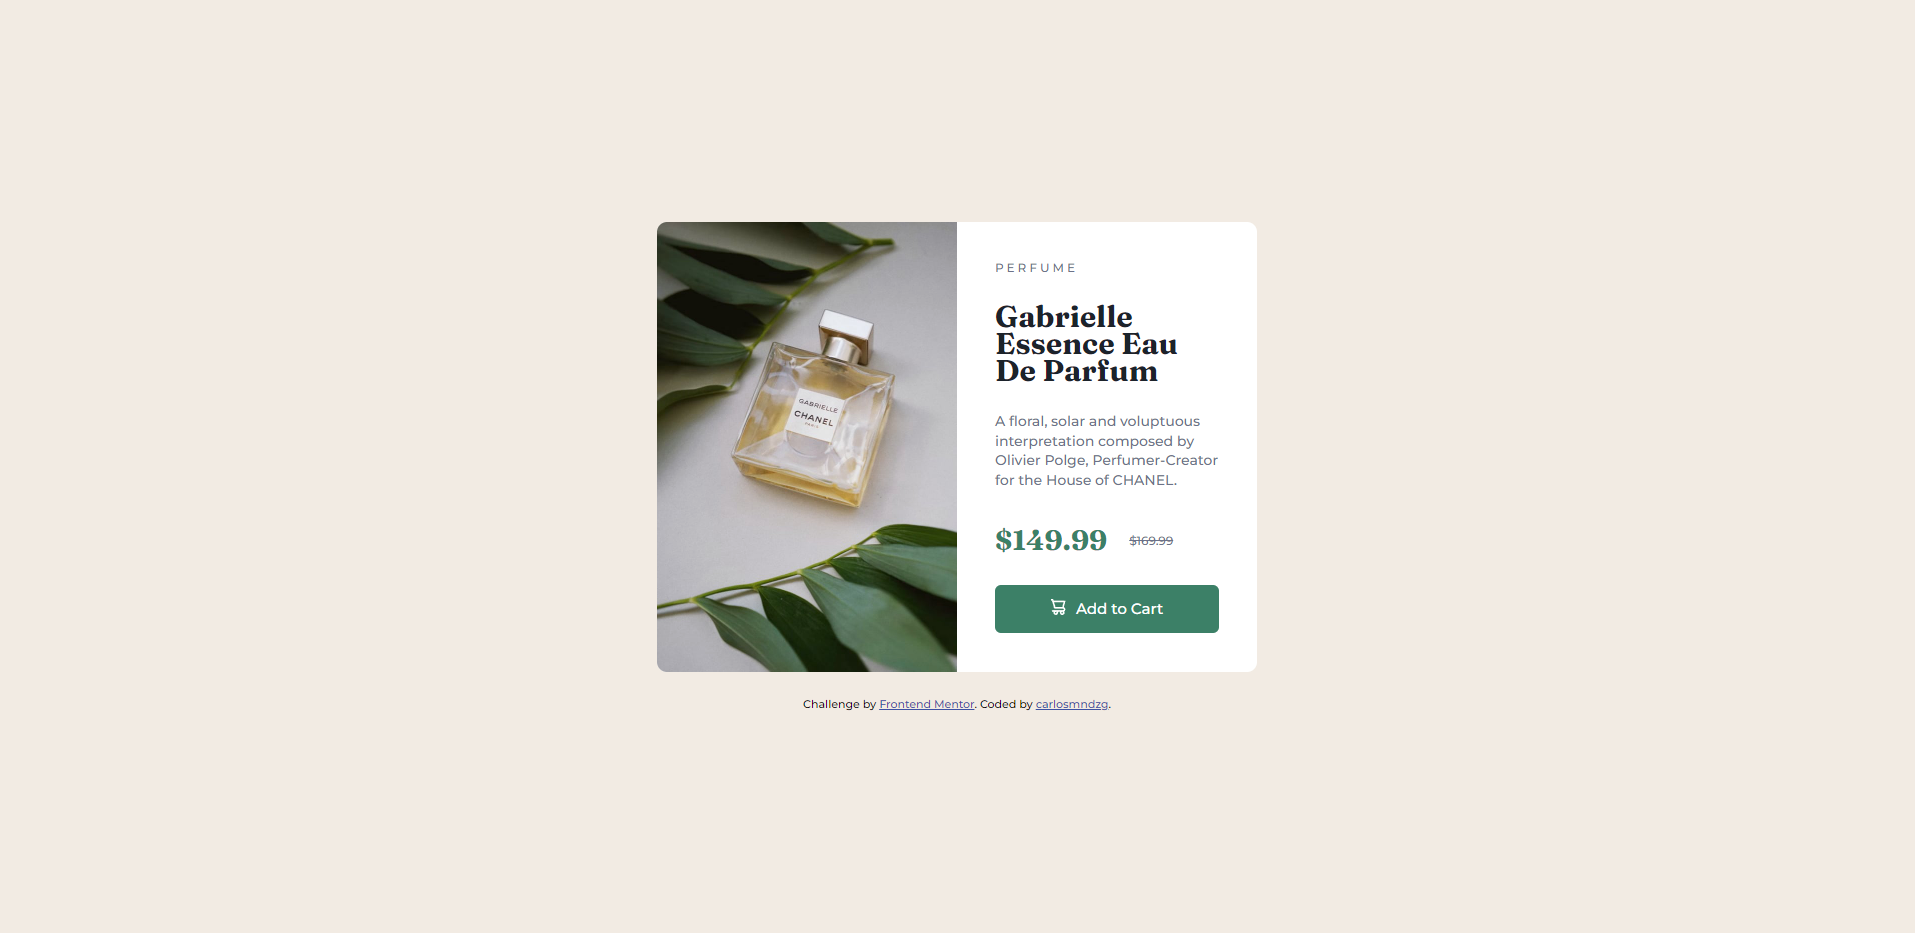 GABRIELLE
CHANEL
PARIS
PERFUME
Gabrielle
Essence Eau
De Parfum
A floral, solar and voluptuous
interpretation composed by
Olivier Polge, Perfumer-Creator
for the House of CHANEL.
$149.99 $169.99
Add to Cart
Challenge by Frontend Mentor. Coded by carlosmndzg.